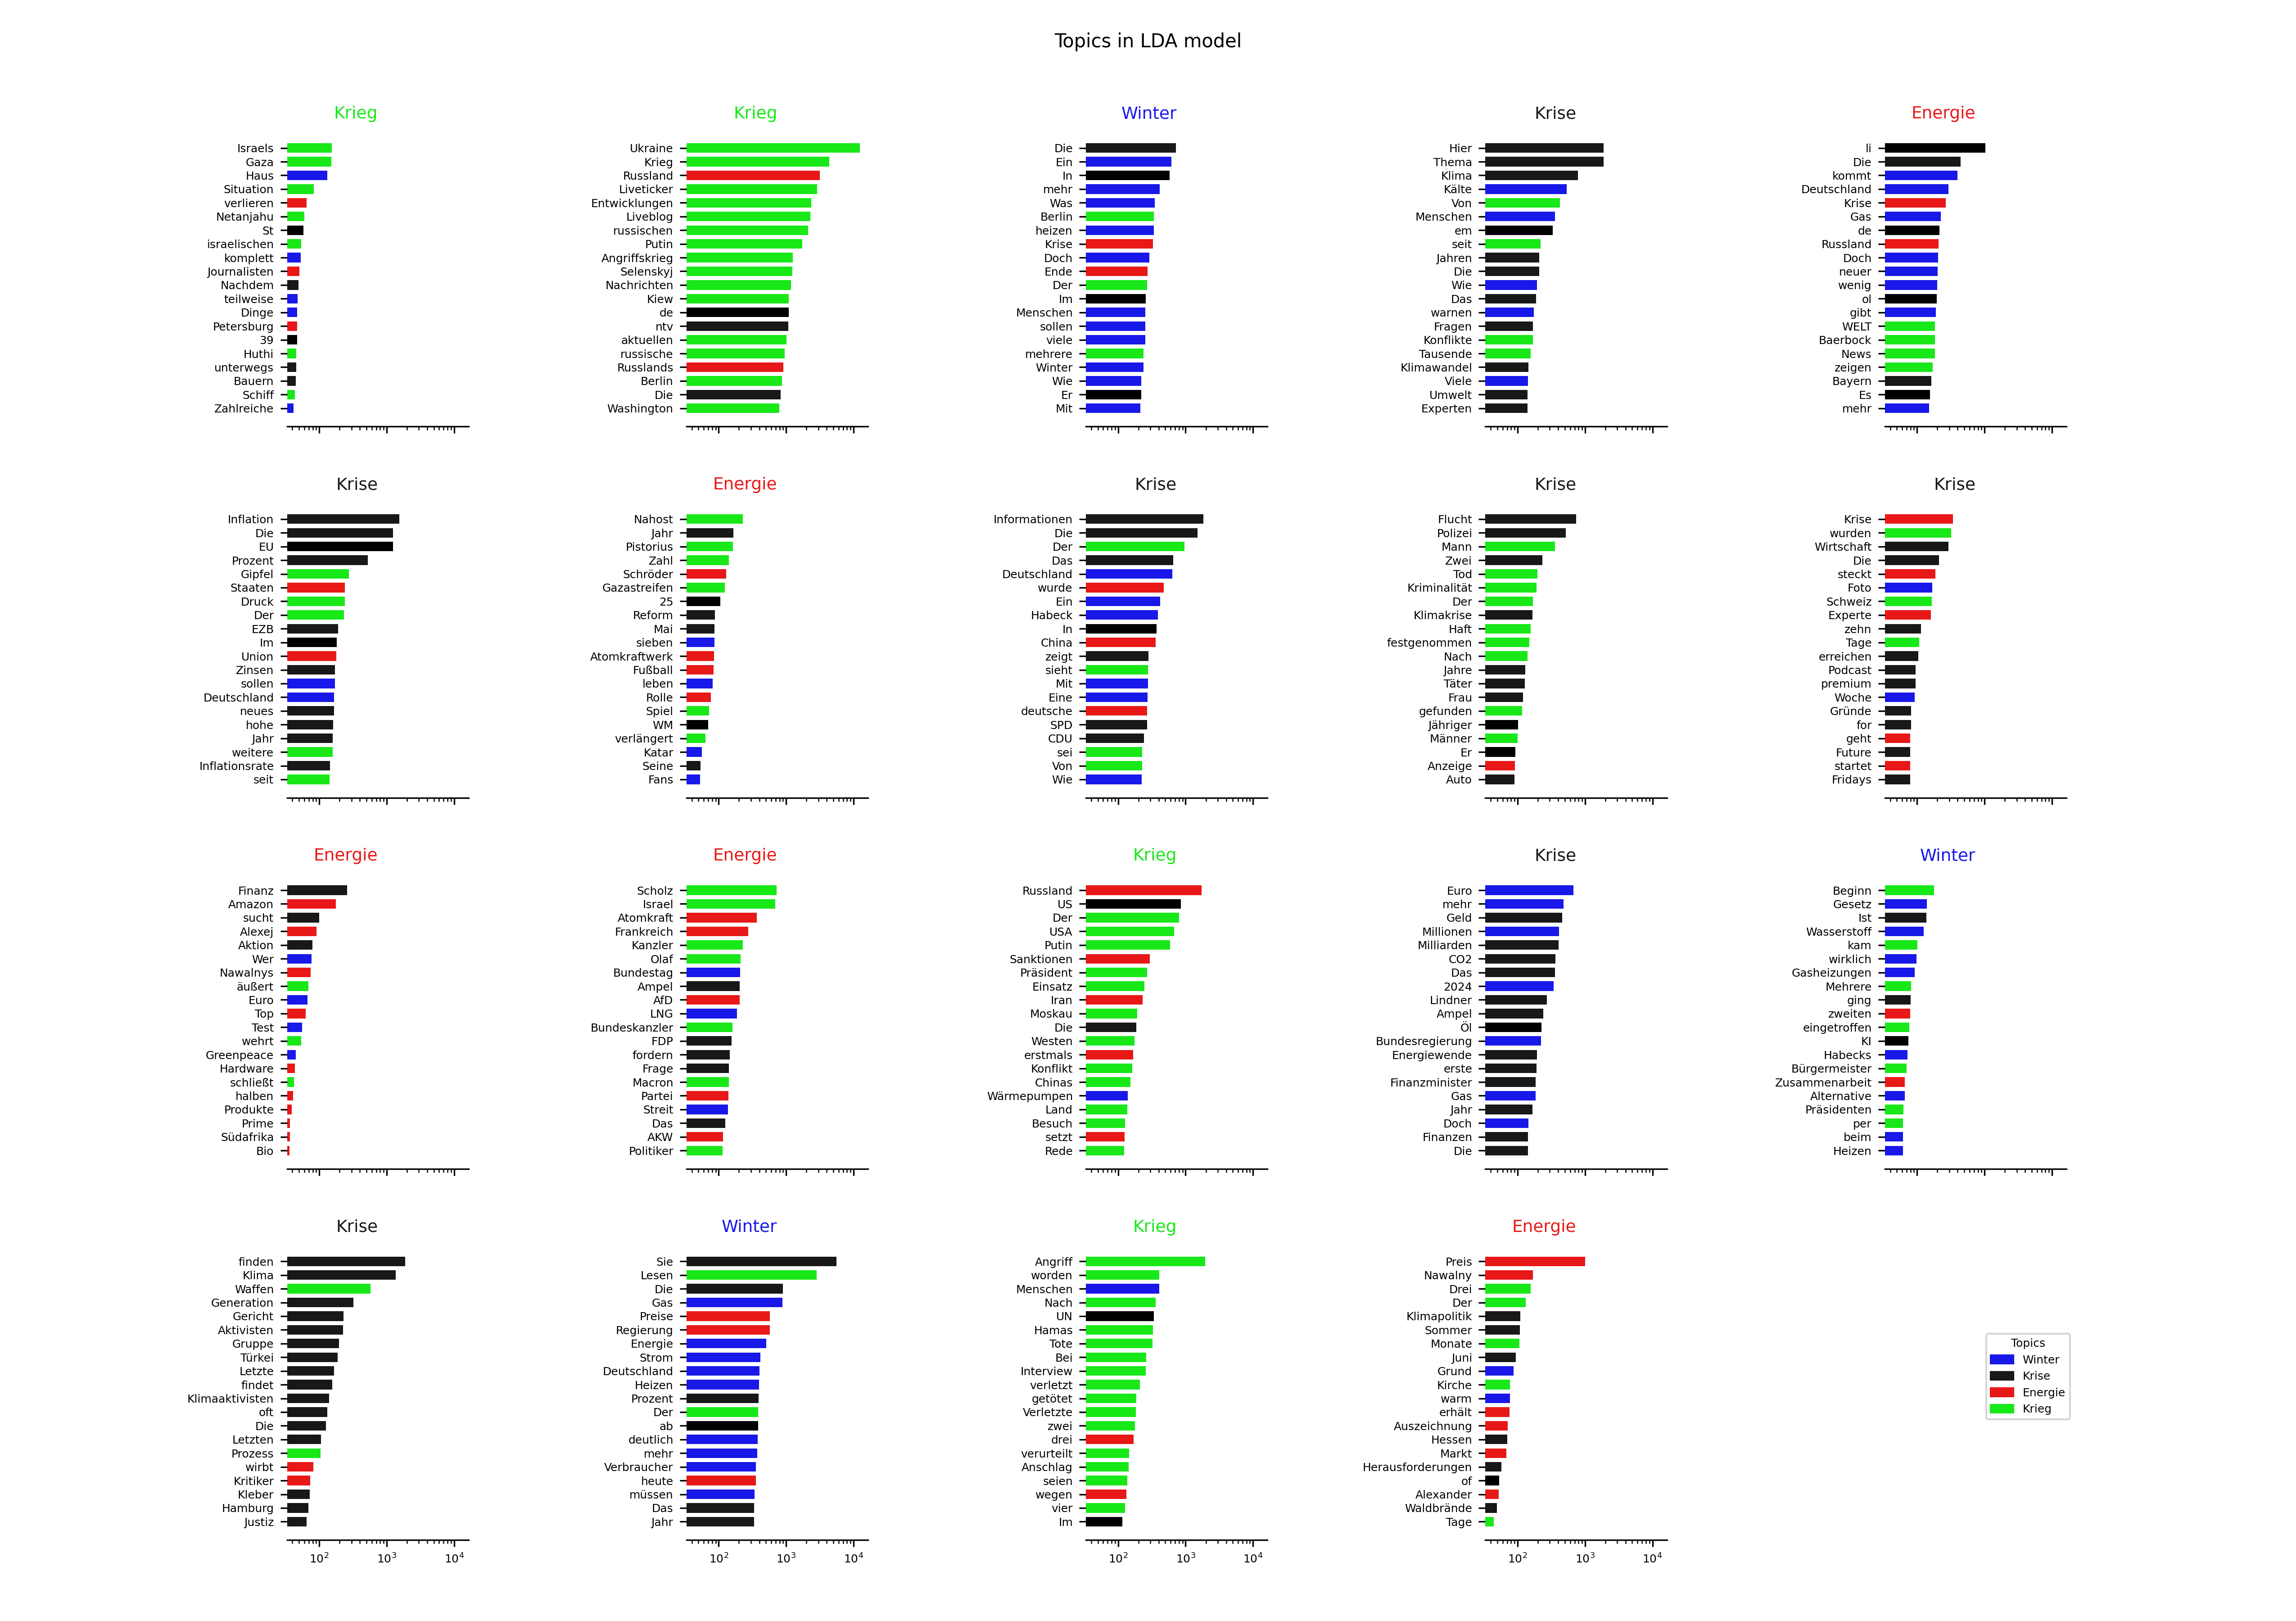 Topics in LDA model
Krieg
Israels
Gaza
Haus
Situation
verlieren
Netanjahu
St
israelischen
komplett
Journalisten
Nachdem
teilweise
Dinge
Petersburg
39
Huthi
unterwegs
Bauern
Schiff
Zahlreiche
Krieg
Ukraine
Krieg
Russland
Liveticker
Entwicklungen
Liveblog
russischen
Putin
Angriffskrieg
Selenskyj
Nachrichten
Kiew
de
ntv
aktuellen
russische
Russlands
Berlin
Die
Washington
Winter
Die
Ein
In
mehr
Was
Berlin
heizen
Krise
Doch
Ende
Der
Im
Menschen
sollen
viele
mehrere
Winter
Wie
Er
Mit
Krise
Hier
Thema
Klima
Kälte
Von
Menschen
em
seit
Jahren
Die
Wie
Das
warnen
Fragen
Konflikte
Tausende
Klimawandel
Viele
Umwelt
Experten
Energie
li
Die
kommt
Deutschland
Krise
Gas
de
Russland
Doch
neuer
wenig
ol
gibt
WELT
Baerbock
News
zeigen
Bayern
Es
mehr
Krise
Inflation
Die
EU
Prozent
Gipfel
Staaten
Druck
Der
EZB
Im
Union
Zinsen
sollen
Deutschland
neues
hohe
Jahr
weitere
Inflationsrate
seit
Energie
Nahost
Jahr
Pistorius
Zahl
Schröder
Gazastreifen
25
Reform
Mai
sieben
Atomkraftwerk
Fußball
leben
Rolle
Spiel
WM
verlängert
Katar
Seine
Fans
Krise
Informationen
Die
Der
Das
Deutschland
wurde
Ein
Habeck
In
China
zeigt
sieht
Mit
Eine
deutsche
SPD
CDU
sei
Von
Wie
Krise
Flucht
Polizei
Mann
Zwei
Tod
Kriminalität
Der
Klimakrise
Haft
festgenommen
Nach
Jahre
Täter
Frau
gefunden
Jähriger
Männer
Er
Anzeige
Auto
Krise
Krise
wurden
Wirtschaft
Die
steckt
Foto
Schweiz
Experte
zehn
Tage
erreichen
Podcast
premium
Woche
Gründe
for
geht
Future
startet
Fridays
Energie
Finanz
Amazon
sucht
Alexej
Aktion
Wer
Nawalnys
äußert
Euro
Top
Test
wehrt
Greenpeace
Hardware
schließt
halben
Produkte
Prime
Südafrika
Bio
Energie
Scholz
Israel
Atomkraft
Frankreich
Kanzler
Olaf
Bundestag
Ampel
AfD
LNG
Bundeskanzler
FDP
fordern
Frage
Macron
Partei
Streit
Das
AKW
Politiker
Krieg
Russland
US
Der
USA
Putin
Sanktionen
Präsident
Einsatz
Iran
Moskau
Die
Westen
erstmals
Konflikt
Chinas
Wärmepumpen
Land
Besuch
setzt
Rede
Krise
Euro
mehr
Geld
Millionen
Milliarden
CO2
Das
2024
Lindner
Ampel
Öl
Bundesregierung
Energiewende
erste
Finanzminister
Gas
Jahr
Doch
Finanzen
Die
Winter
Beginn
Gesetz
Ist
Wasserstoff
kam
wirklich
Gasheizungen
Mehrere
ging
zweiten
eingetroffen
KI
Habecks
Bürgermeister
Zusammenarbeit
Alternative
Präsidenten
per
beim
Heizen
Krise
finden
Klima
Waffen
Generation
Gericht
Aktivisten
Gruppe
Türkei
Letzte
findet
Klimaaktivisten
oft
Die
Letzten
Prozess
wirbt
Kritiker
Kleber
Hamburg
Justiz
10² 10³ 10⁴
Winter
Sie
Lesen
Die
Gas
Preise
Regierung
Energie
Strom
Deutschland
Heizen
Prozent
Der
ab
deutlich
mehr
Verbraucher
heute
müssen
Das
Jahr
10² 10³ 10⁴
Krieg
Angriff
worden
Menschen
Nach
UN
Hamas
Tote
Bei
Interview
verletzt
getötet
Verletzte
zwei
drei
verurteilt
Anschlag
seien
wegen
vier
Im
10² 10³ 10⁴
Energie
Preis
Nawalny
Drei
Der
Klimapolitik
Sommer
Monate
Juni
Grund
Kirche
warm
erhält
Auszeichnung
Hessen
Markt
Herausforderungen
of
Alexander
Waldbrände
Tage
10² 10³ 10⁴
Topics
Winter
Krise
Energie
Krieg